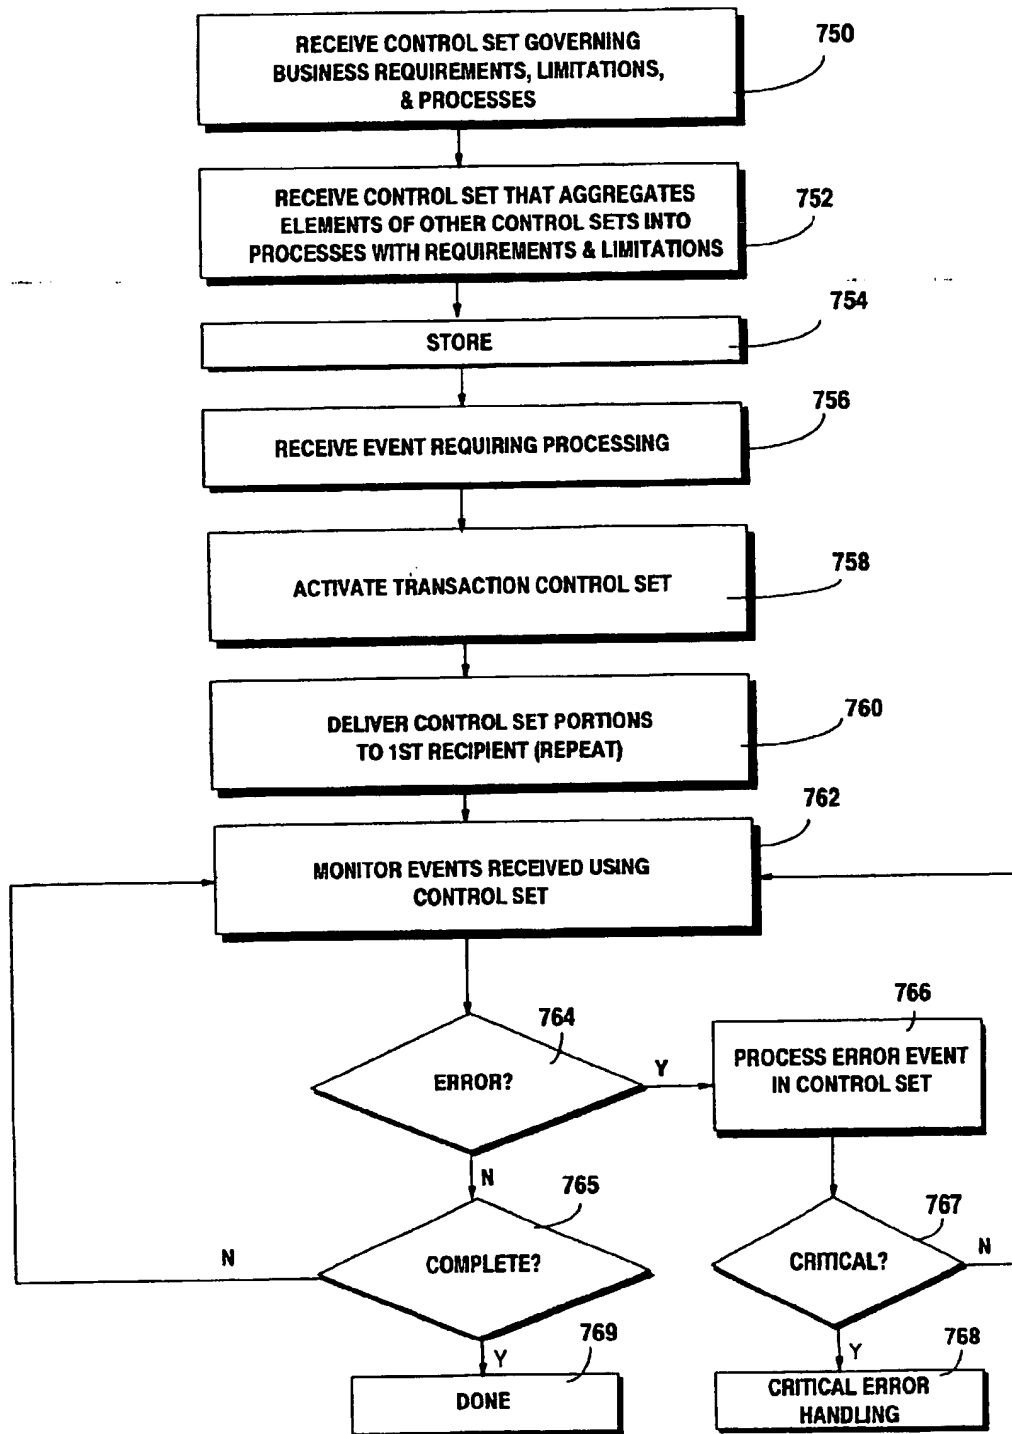 RECEIVE CONTROL SET GOVERNING
BUSINESS REQUIREMENTS, LIMITATIONS,
& PROCESSES
750
RECEIVE CONTROL SET THAT AGGREGATES
ELEMENTS OF OTHER CONTROL SETS INTO
PROCESSES WITH REQUIREMENTS & LIMITATIONS
752
STORE
754
RECEIVE EVENT REQUIRING PROCESSING
756
ACTIVATE TRANSACTION CONTROL SET
758
DELIVER CONTROL SET PORTIONS
TO 1ST RECIPIENT (REPEAT)
760
MONITOR EVENTS RECEIVED USING
CONTROL SET
762
ERROR?
764
Y
N
PROCESS ERROR EVENT
IN CONTROL SET
766
COMPLETE?
765
N
Y
CRITICAL?
767
N
Y
DONE
769
CRITICAL ERROR
HANDLING
768